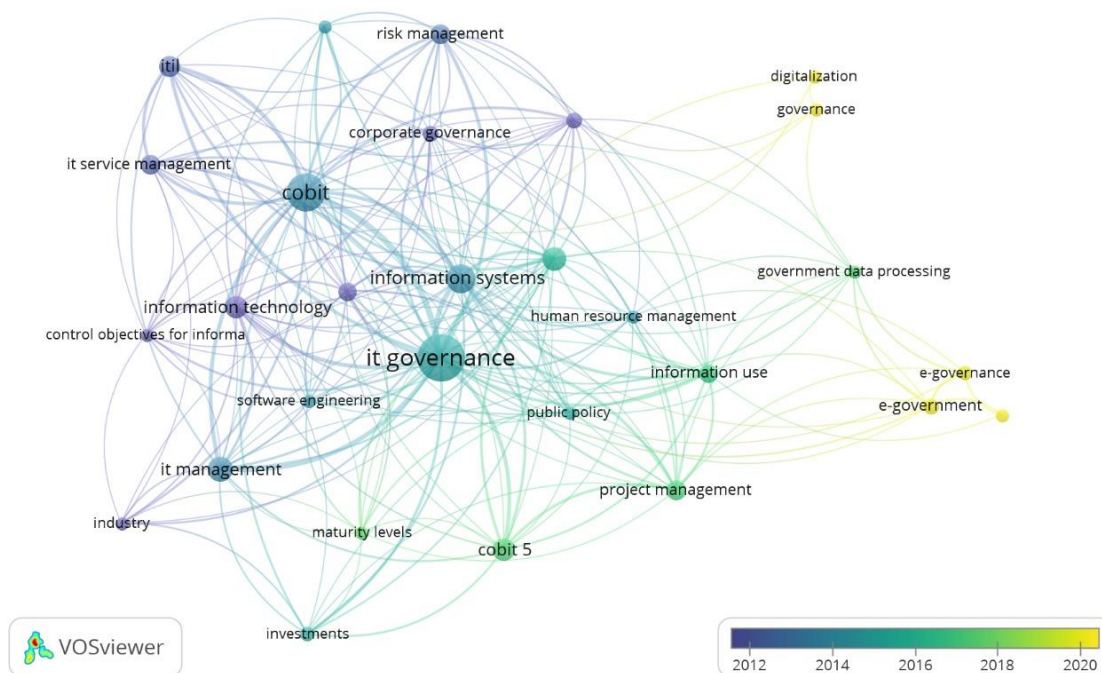 risk management
itil
digitalization
governance
corporate governance
it service management
cobit
government data processing
information systems
information technology
human resource management
control objectives for informa
it governance
information use
e-governance
software engineering
e-government
public policy
it management
project management
industry
maturity levels
cobit 5
investments
VOSviewer
2012 2014 2016 2018 2020